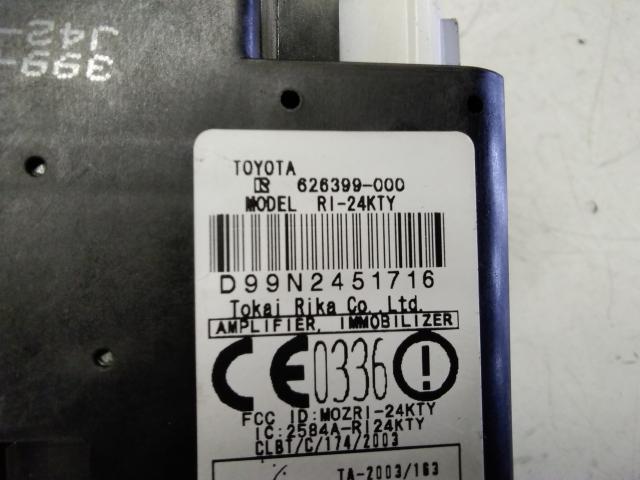 TOYOTA
R 626399-000
MODEL RI-24KTY
D99N2451716
Tokai Rika Co.,Ltd.
AMPLIFIER, IMMOBILIZER
CE0336!
FCC ID:MOZRI-24KTY
IC:2584A-RI24KTY
CLBT/C/174/2003
TA-2003/163